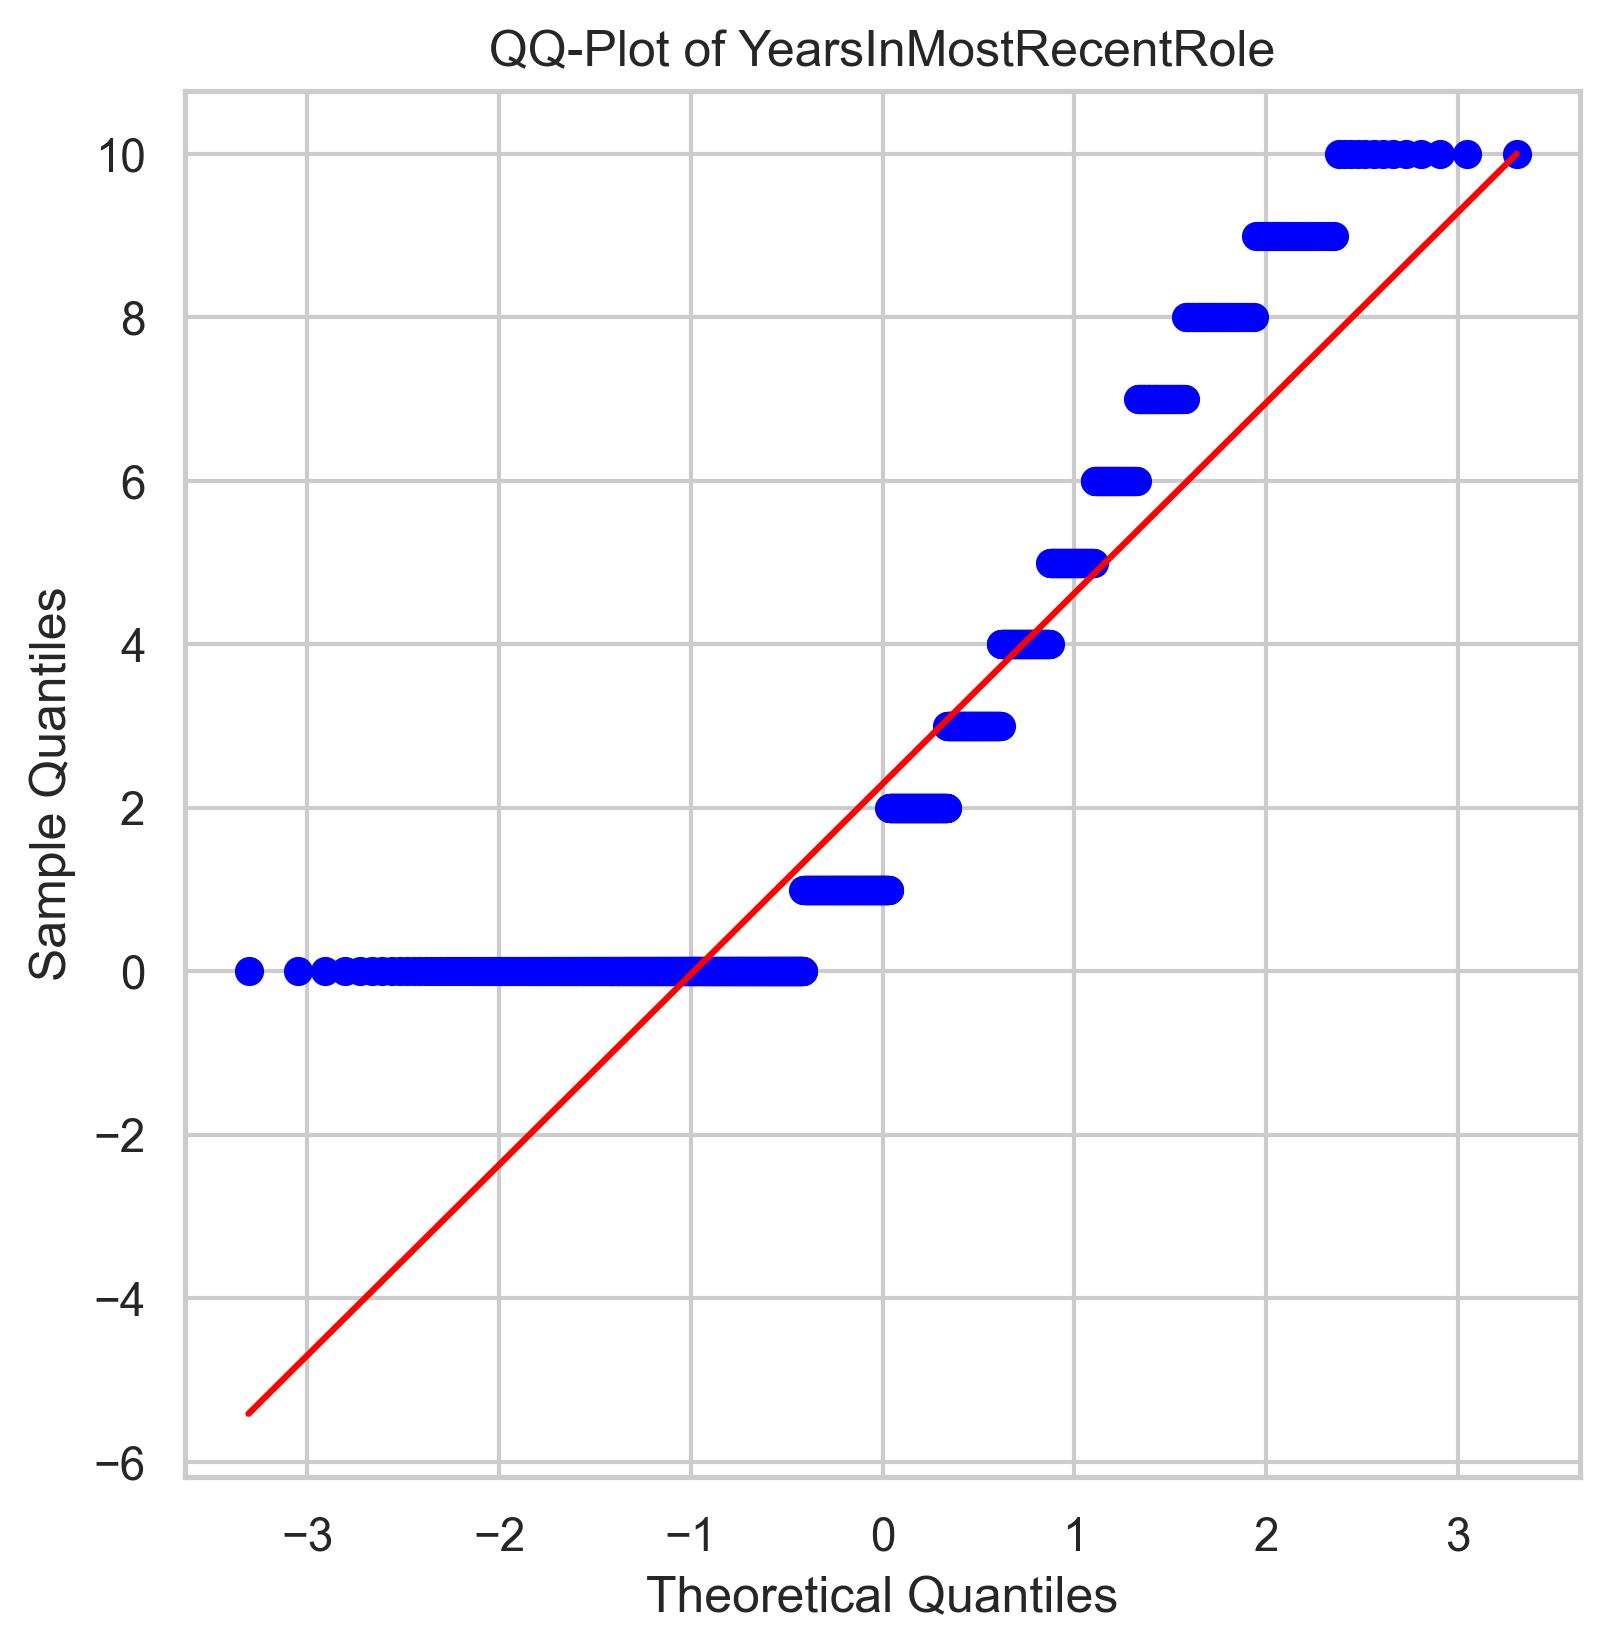 QQ-Plot of YearsInMostRecentRole
10
8
6
4
2
0
−2
−4
−6
Sample Quantiles
−3 −2 −1 0 1 2 3
Theoretical Quantiles